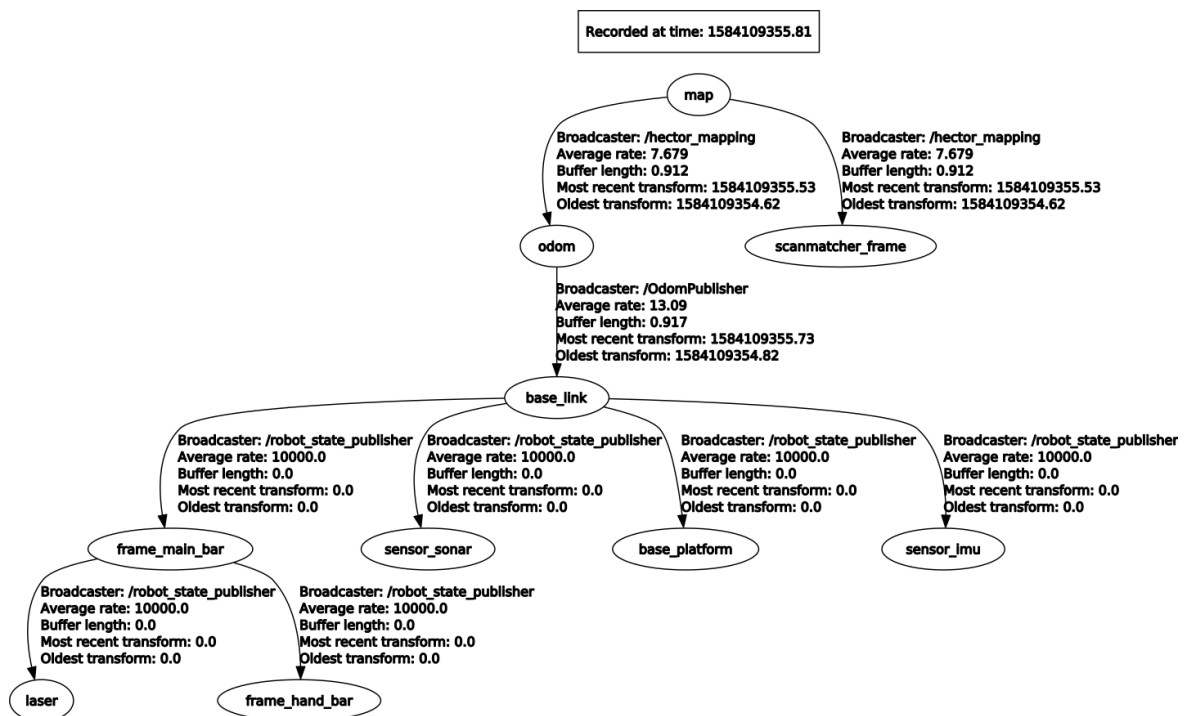 Recorded at time: 1584109355.81
map
Broadcaster: /hector_mapping
Average rate: 7.679
Buffer length: 0.912
Most recent transform: 1584109355.53
Oldest transform: 1584109354.62
Broadcaster: /hector_mapping
Average rate: 7.679
Buffer length: 0.912
Most recent transform: 1584109355.53
Oldest transform: 1584109354.62
odom
scanmatcher_frame
Broadcaster: /OdomPublisher
Average rate: 13.09
Buffer length: 0.917
Most recent transform: 1584109355.73
Oldest transform: 1584109354.82
base_link
Broadcaster: /robot_state_publisher
Average rate: 10000.0
Buffer length: 0.0
Most recent transform: 0.0
Oldest transform: 0.0
Broadcaster: /robot_state_publisher
Average rate: 10000.0
Buffer length: 0.0
Most recent transform: 0.0
Oldest transform: 0.0
Broadcaster: /robot_state_publisher
Average rate: 10000.0
Buffer length: 0.0
Most recent transform: 0.0
Oldest transform: 0.0
Broadcaster: /robot_state_publisher
Average rate: 10000.0
Buffer length: 0.0
Most recent transform: 0.0
Oldest transform: 0.0
frame_main_bar
sensor_sonar
base_platform
sensor_imu
Broadcaster: /robot_state_publisher
Average rate: 10000.0
Buffer length: 0.0
Most recent transform: 0.0
Oldest transform: 0.0
Broadcaster: /robot_state_publisher
Average rate: 10000.0
Buffer length: 0.0
Most recent transform: 0.0
Oldest transform: 0.0
laser
frame_hand_bar